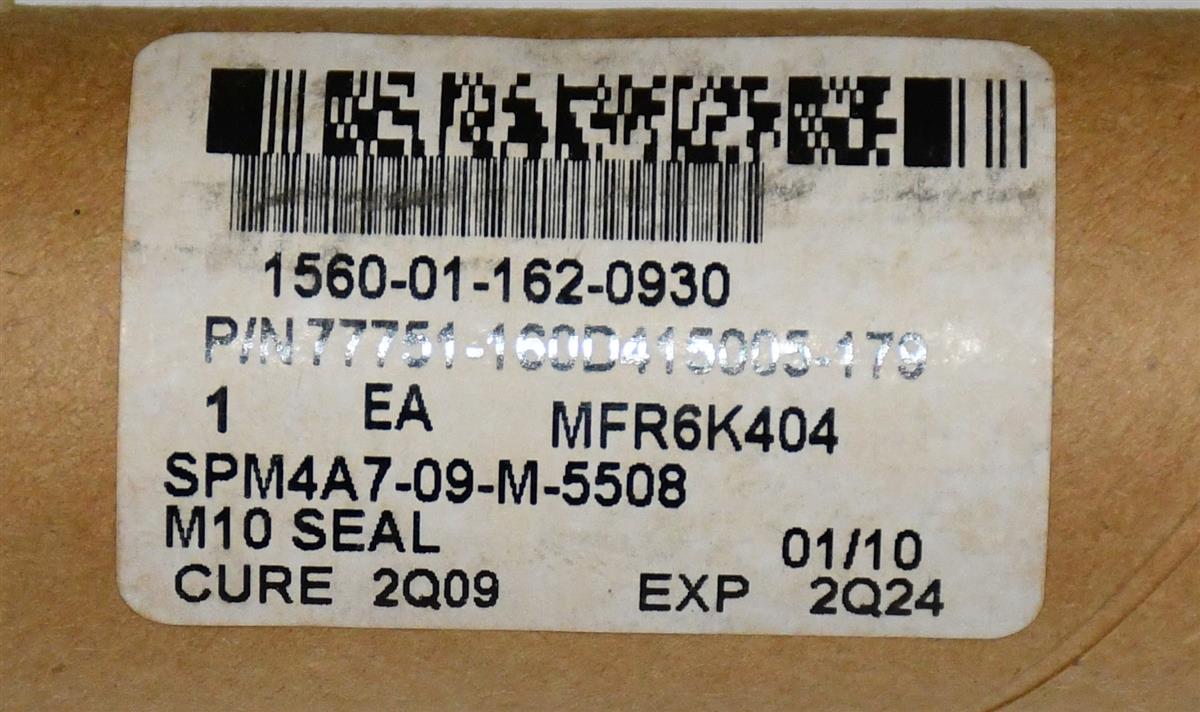 1560-01-162-0930
P/N 77751-160D415005-179
1 EA MFR6K404
SPM4A7-09-M-5508
M10 SEAL 01/10
CURE 2Q09 EXP 2Q24